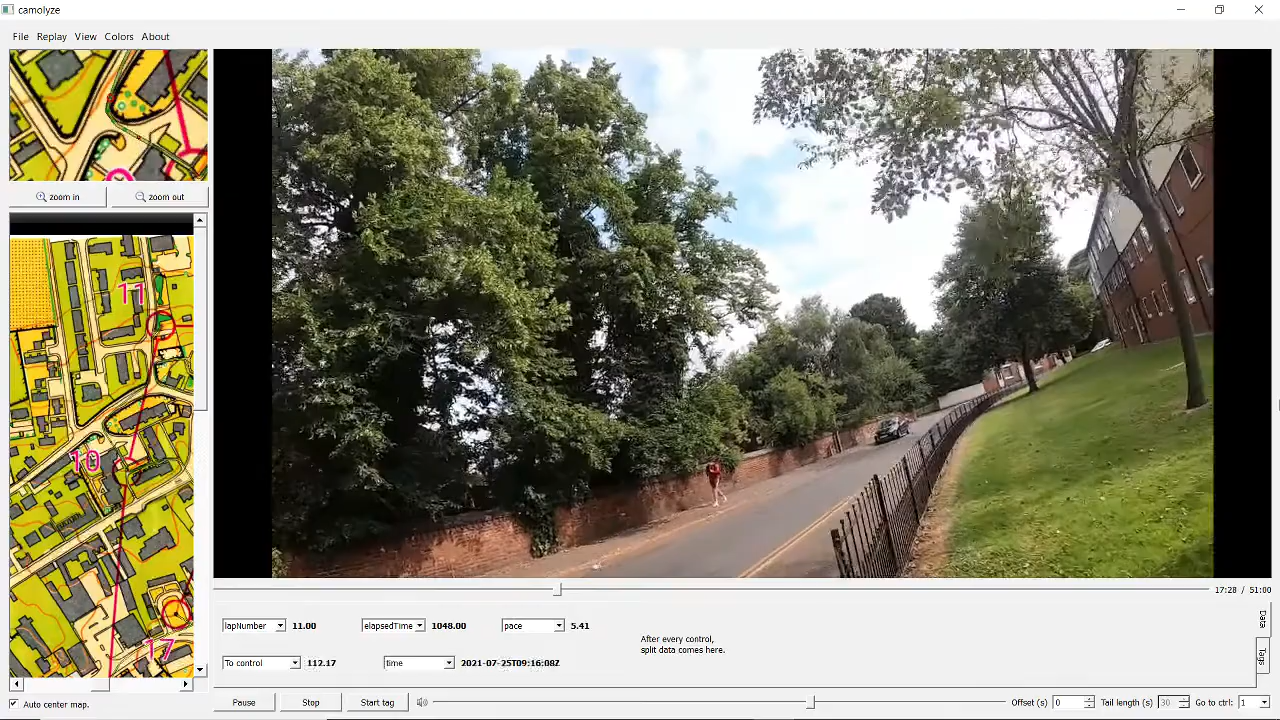 camolyze
File Replay View Colors About
zoom in zoom out
11
10
17
17:28 / 51:00
lapNumber 11.00 elapsedTime 1048.00 pace 5.41
After every control,
split data comes here.
To control 112.17 time 2021-07-25T09:16:08Z
Data
Tags
Auto center map.
Pause Stop Start tag Offset (s) 0 Tail length (s) 30 Go to ctrl: 1